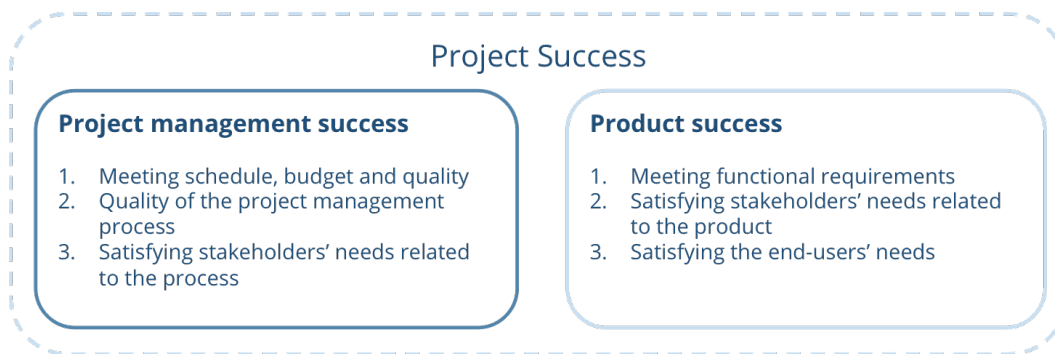 Project Success
Project management success
1. Meeting schedule, budget and quality
2. Quality of the project management
process
3. Satisfying stakeholders’ needs related
to the process
Product success
1. Meeting functional requirements
2. Satisfying stakeholders’ needs related
to the product
3. Satisfying the end-users’ needs